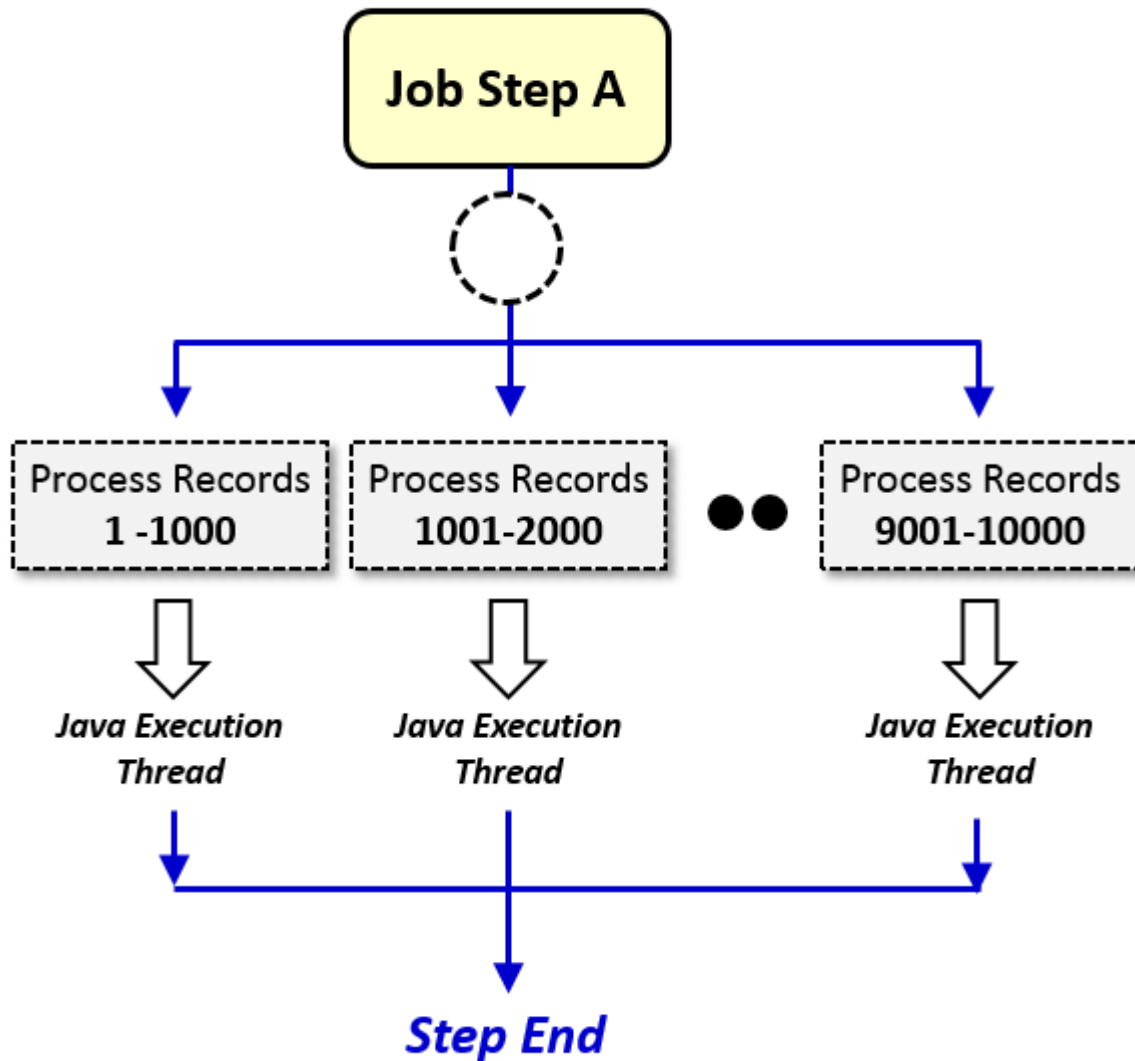 Job Step A
Process Records
1 -1000
Process Records
1001-2000
Process Records
9001-10000
Java Execution
Thread
Java Execution
Thread
Java Execution
Thread
Step End